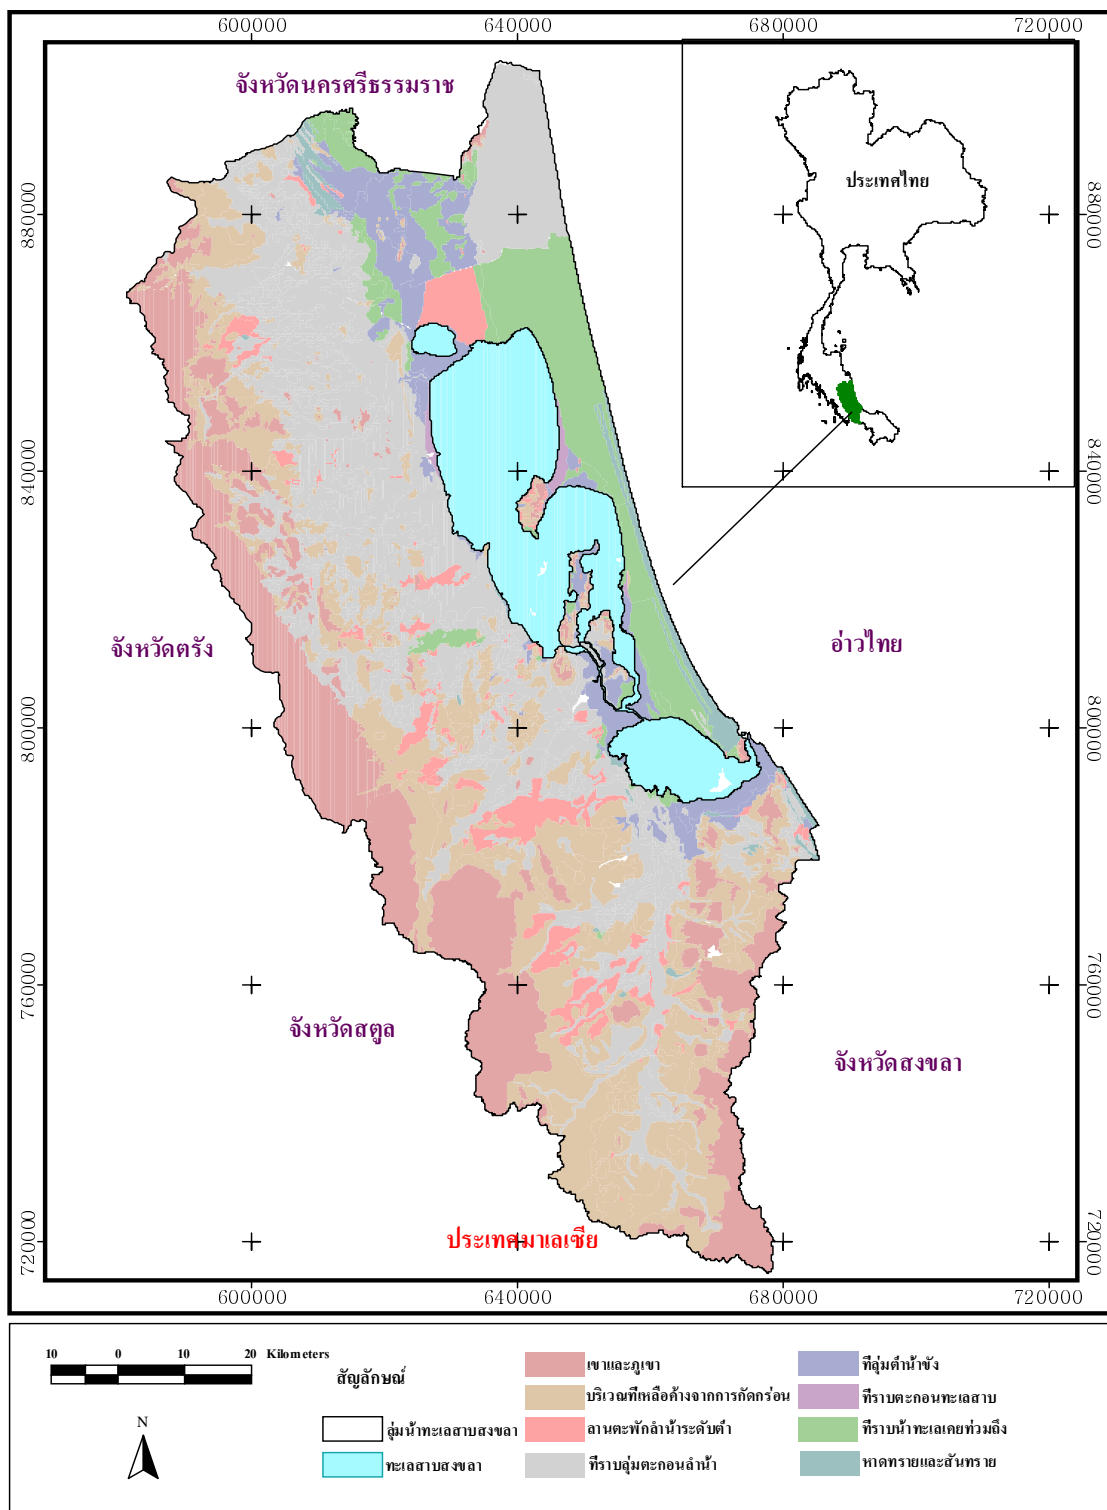 600000 640000 680000 720000
จังหวัดนครศรีธรรมราช
ประเทศไทย
880000 880000
840000 840000
จังหวัดตรัง
อ่าวไทย
800000 800000
760000 760000
จังหวัดสตูล
จังหวัดสงขลา
ประเทศมาเลเซีย
720000 720000
600000 640000 680000 720000
10 0 10 20 Kilometers
N
สัญลักษณ์
ลุ่มน้ำทะเลสาบสงขลา
ทะเลสาบสงขลา
เขาและภูเขา
บริเวณที่เหลือค้างจากการกัดกร่อน
ลานตะพักลำน้ำระดับต่ำ
ที่ราบลุ่มตะกอนลำน้ำ
ที่ลุ่มต่ำน้ำขัง
ที่ราบตะกอนทะเลสาบ
ที่ราบน้ำทะเลเคยท่วมถึง
หาดทรายและสันทราย